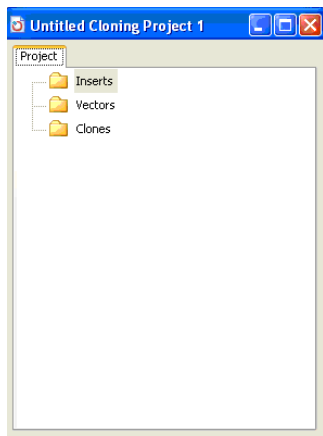 Untitled Cloning Project 1
Project
Inserts
Vectors
Clones